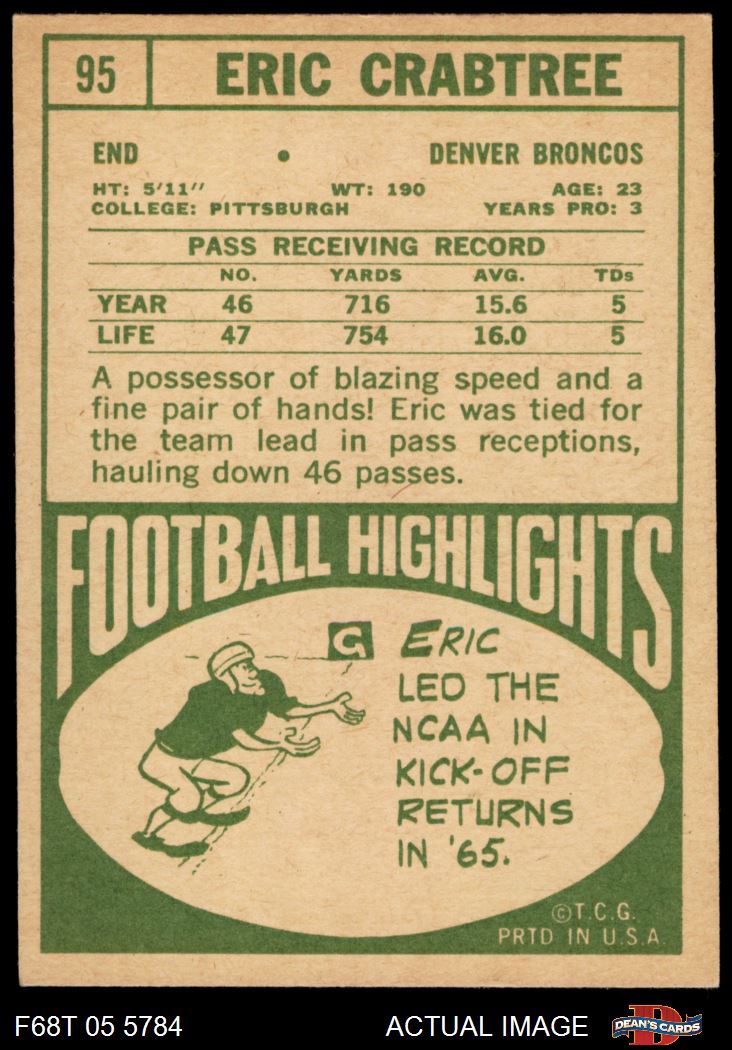 95 ERIC CRABTREE
END • DENVER BRONCOS
HT: 5'11" WT: 190 AGE: 23
COLLEGE: PITTSBURGH YEARS PRO: 3
PASS RECEIVING RECORD
NO. YARDS AVG. TDs
YEAR 46 716 15.6 5
LIFE 47 754 16.0 5
A possessor of blazing speed and a
fine pair of hands! Eric was tied for
the team lead in pass receptions,
hauling down 46 passes.
FOOTBALL HIGHLIGHTS
G ERIC
LED THE
NCAA IN
KICK-OFF
RETURNS
IN '65.
©T.C.G.
PRTD IN U.S.A.
F68T 05 5784 ACTUAL IMAGE D DEAN'S CARDS